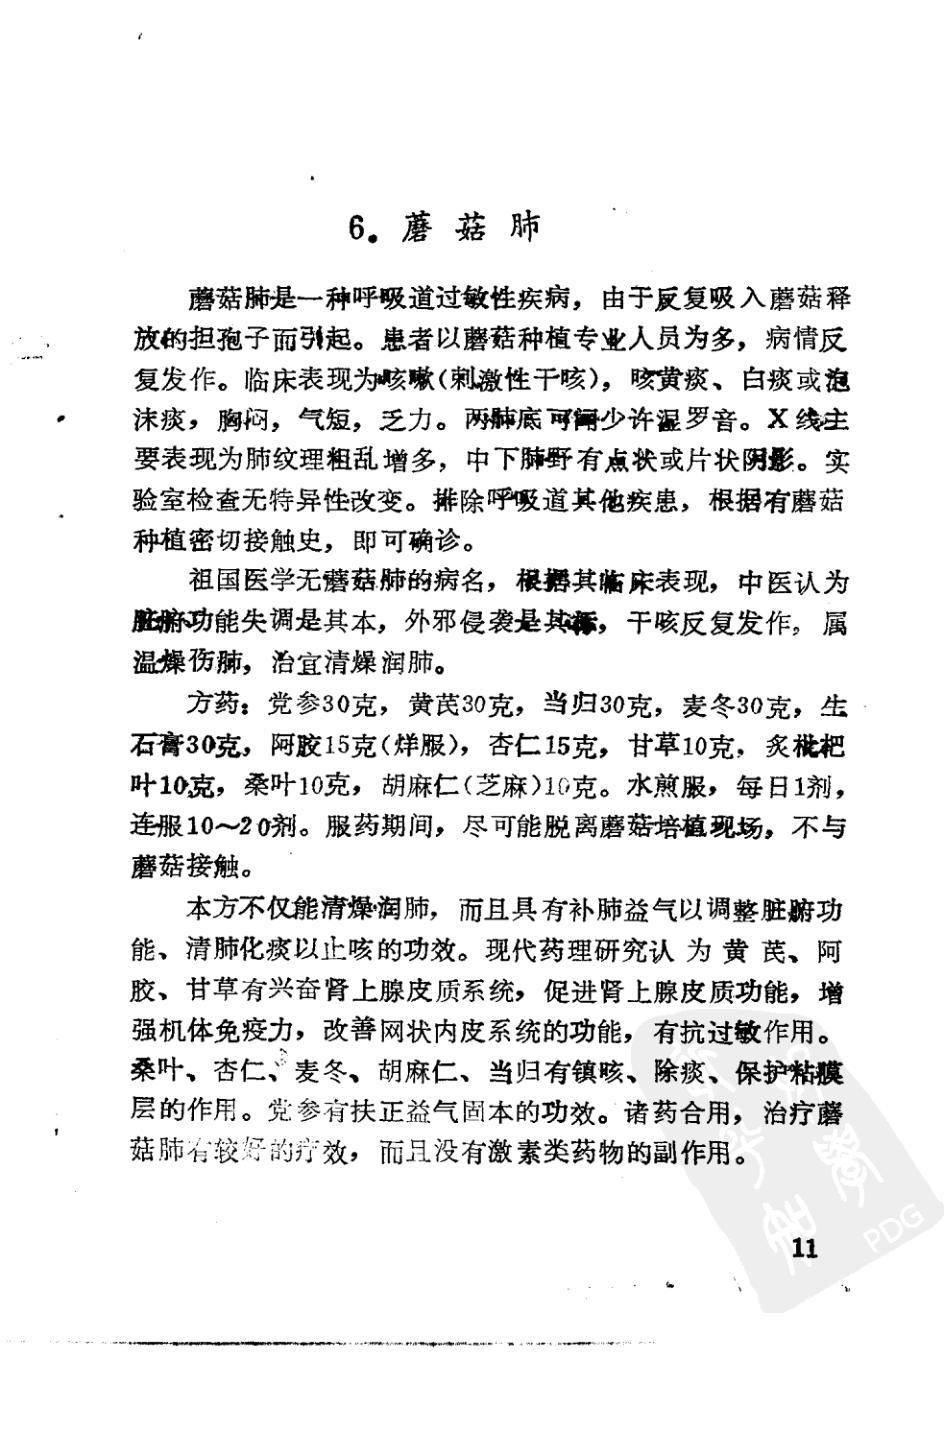 6. 蘑菇肺
蘑菇肺是一种呼吸道过敏性疾病，由于反复吸入蘑菇释
放的担孢子而引起。患者以蘑菇种植专业人员为多，病情反
复发作。临床表现为咳嗽(刺激性干咳)，咳黄痰、白痰或泡
沫痰，胸闷，气短，乏力。两肺底可闻少许湿罗音。X线主
要表现为肺纹理粗乱增多，中下肺野有点状或片状阴影。实
验室检查无特异性改变。排除呼吸道其他疾患，根据有蘑菇
种植密切接触史，即可确诊。
祖国医学无蘑菇肺的病名，根据其临床表现，中医认为
脏腑功能失调是其本，外邪侵袭是其标，干咳反复发作，属
温燥伤肺，治宜清燥润肺。
方药：党参30克，黄芪30克，当归30克，麦冬30克，生
石膏30克，阿胶15克(烊服)，杏仁15克，甘草10克，炙枇杷
叶10克，桑叶10克，胡麻仁(芝麻)10克。水煎服，每日1剂，
连服10～20剂。服药期间，尽可能脱离蘑菇培植现场，不与
蘑菇接触。
本方不仅能清燥润肺，而且具有补肺益气以调整脏腑功
能、清肺化痰以止咳的功效。现代药理研究认为黄芪、阿
胶、甘草有兴奋肾上腺皮质系统，促进肾上腺皮质功能，增
强机体免疫力，改善网状内皮系统的功能，有抗过敏作用。
桑叶、杏仁、麦冬、胡麻仁、当归有镇咳、除痰、保护粘膜
层的作用。党参有扶正益气固本的功效。诸药合用，治疗蘑
菇肺有较好的疗效，而且没有激素类药物的副作用。
11
PDG